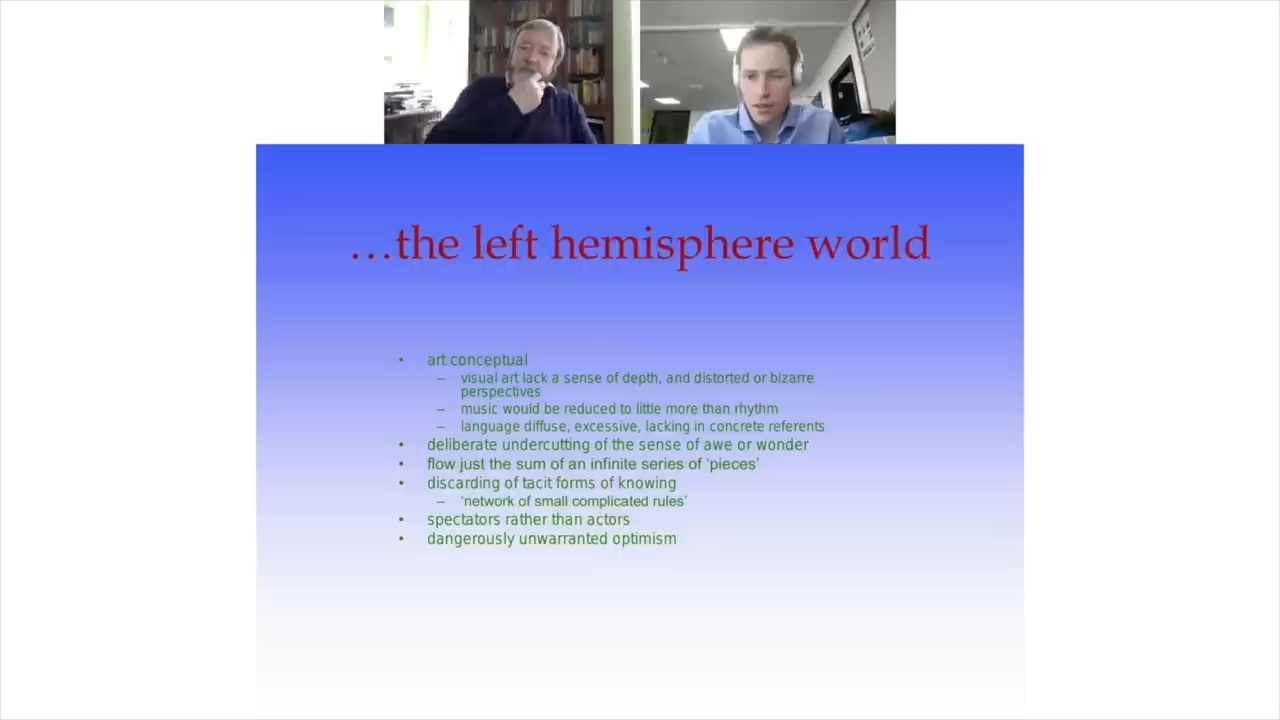 …the left hemisphere world
• art conceptual
– visual art lack a sense of depth, and distorted or bizarre
perspectives
– music would be reduced to little more than rhythm
– language diffuse, excessive, lacking in concrete referents
• deliberate undercutting of the sense of awe or wonder
• flow just the sum of an infinite series of ‘pieces’
• discarding of tacit forms of knowing
– ‘network of small complicated rules’
• spectators rather than actors
• dangerously unwarranted optimism